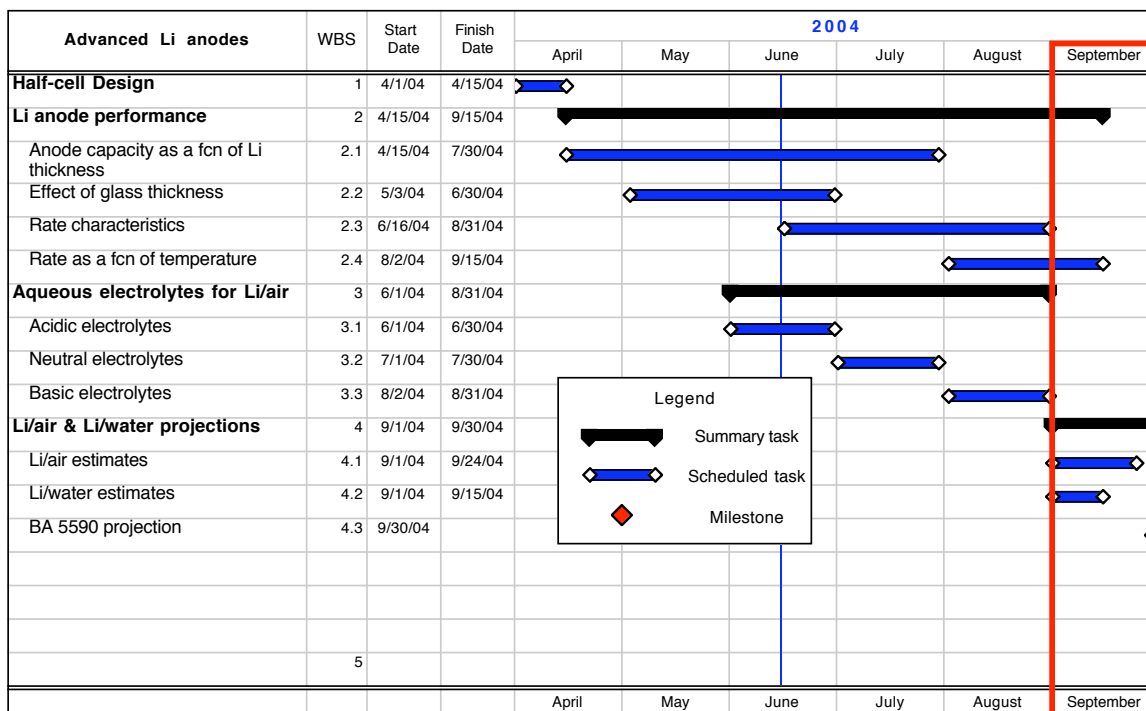 2004
Advanced Li anodes WBS Start Date Finish Date
April May June July August September
Half-cell Design 1 4/1/04 4/15/04
Li anode performance 2 4/15/04 9/15/04
Anode capacity as a fcn of Li 2.1 4/15/04 7/30/04
thickness
Effect of glass thickness 2.2 5/3/04 6/30/04
Rate characteristics 2.3 6/16/04 8/31/04
Rate as a fcn of temperature 2.4 8/2/04 9/15/04
Aqueous electrolytes for Li/air 3 6/1/04 8/31/04
Acidic electrolytes 3.1 6/1/04 6/30/04
Neutral electrolytes 3.2 7/1/04 7/30/04
Basic electrolytes 3.3 8/2/04 8/31/04
Li/air & Li/water projections 4 9/1/04 9/30/04
Li/air estimates 4.1 9/1/04 9/24/04
Li/water estimates 4.2 9/1/04 9/15/04
BA 5590 projection 4.3 9/30/04
Legend
Summary task
Scheduled task
Milestone
5
April May June July August September